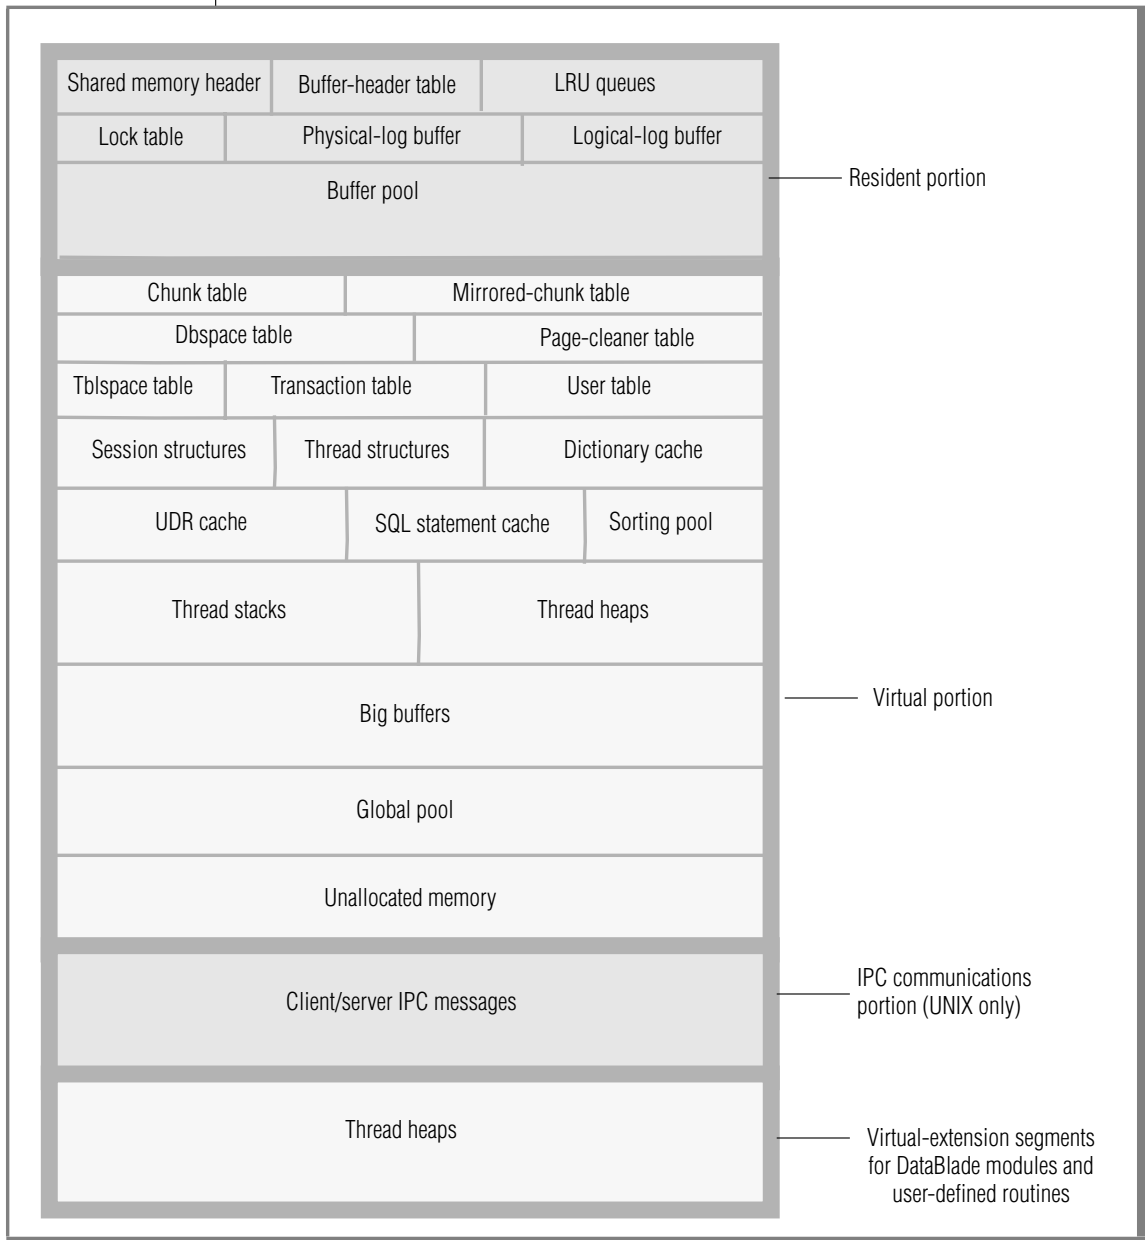 Shared memory header
Buffer-header table
LRU queues
Lock table
Physical-log buffer
Logical-log buffer
Buffer pool
Resident portion
Chunk table
Mirrored-chunk table
Dbspace table
Page-cleaner table
Tblspace table
Transaction table
User table
Session structures
Thread structures
Dictionary cache
UDR cache
SQL statement cache
Sorting pool
Thread stacks
Thread heaps
Big buffers
Virtual portion
Global pool
Unallocated memory
Client/server IPC messages
IPC communications
portion (UNIX only)
Thread heaps
Virtual-extension segments
for DataBlade modules and
user-defined routines